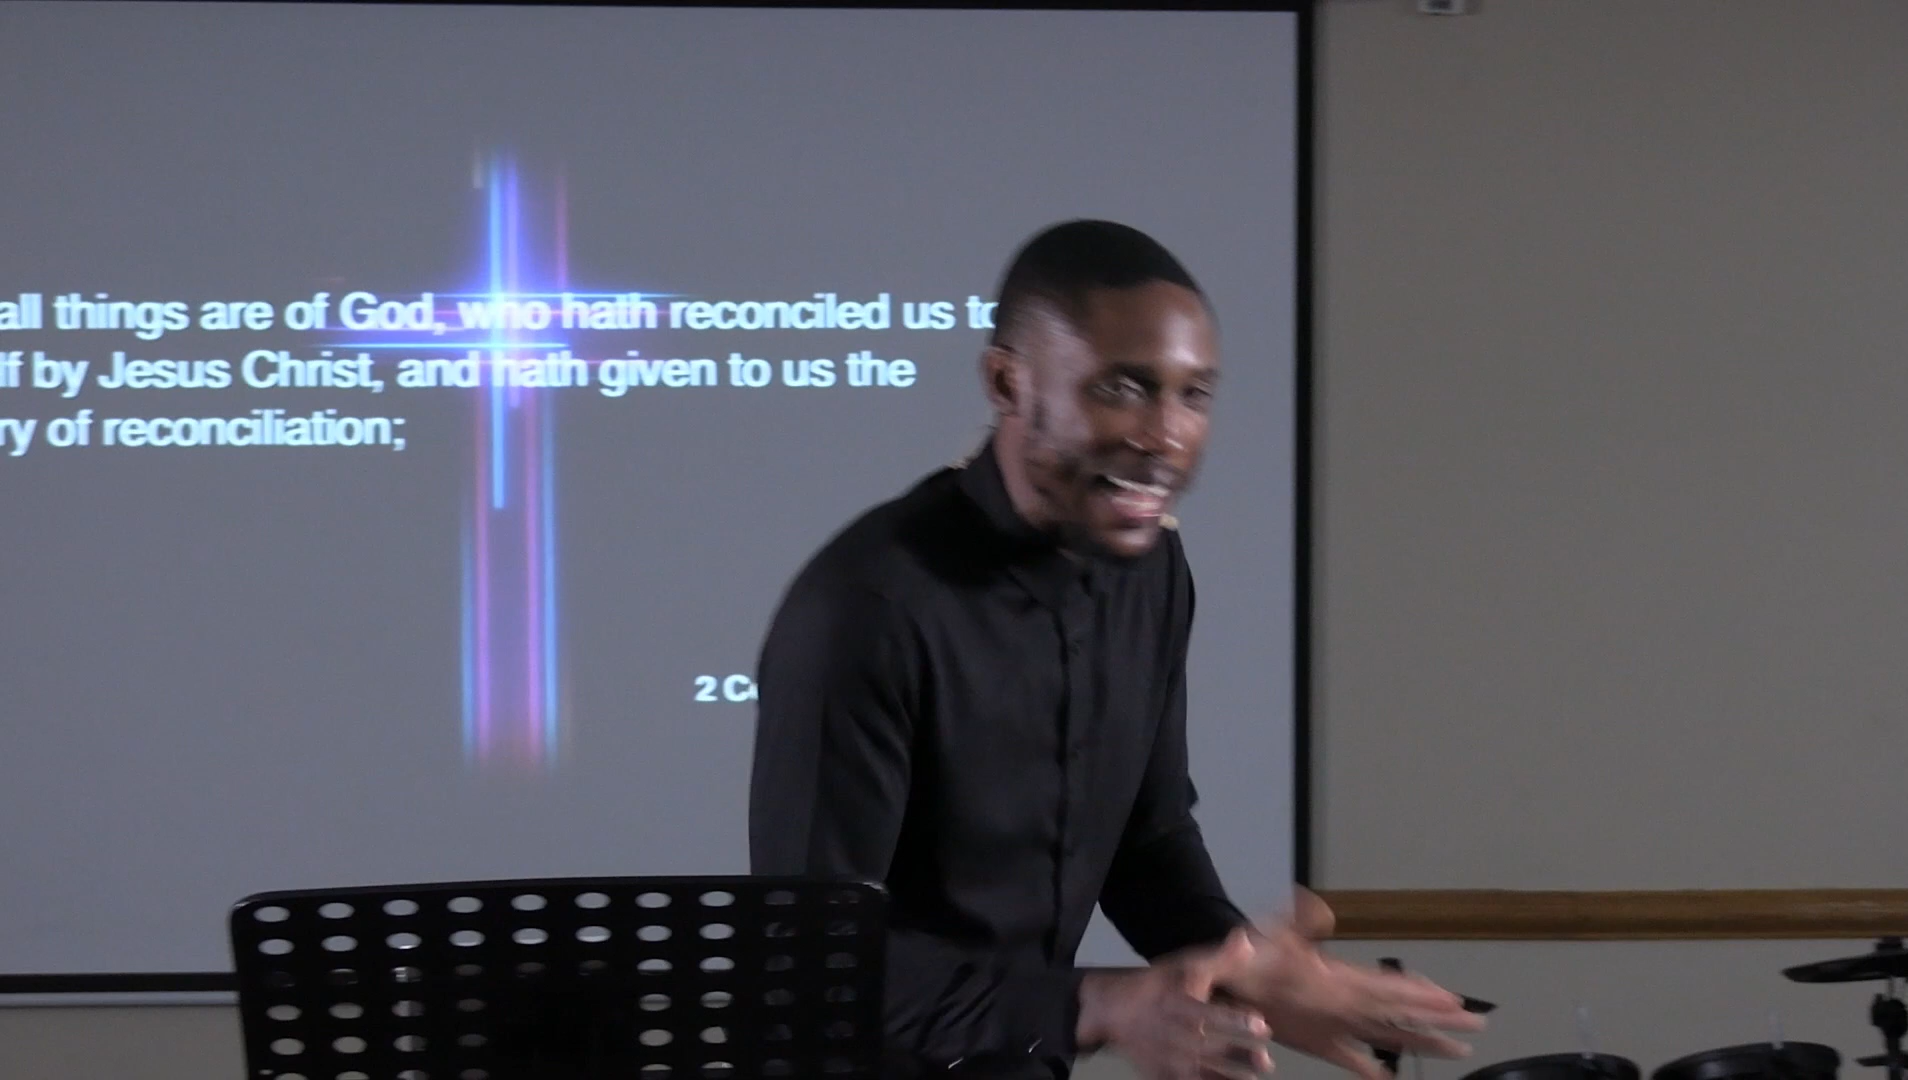 all things are of God, who hath reconciled us to
lf by Jesus Christ, and hath given to us the
ry of reconciliation;
2 Co